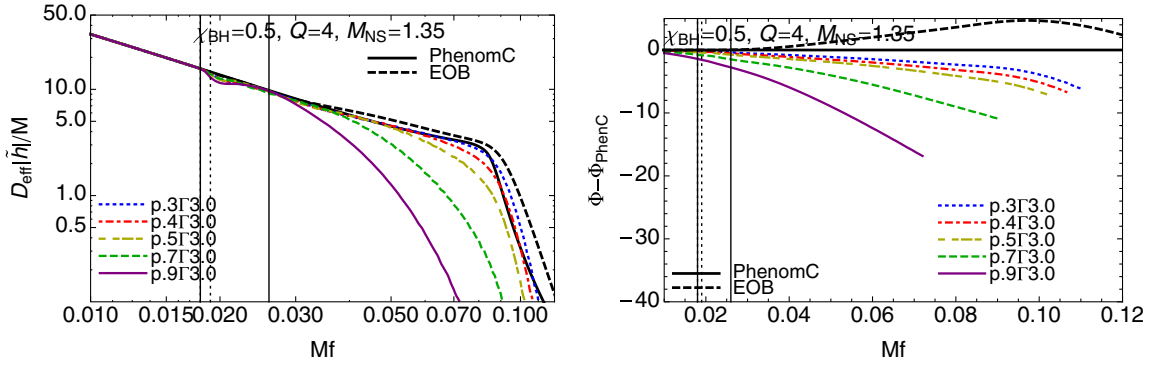 χBH=0.5, Q=4, MNS=1.35
PhenomC
EOB
50.0
10.0
5.0
1.0
0.5
Deff|h̃|/M
p.3Γ3.0
p.4Γ3.0
p.5Γ3.0
p.7Γ3.0
p.9Γ3.0
0.010
0.015
0.020
0.030
0.050
0.070
0.100
Mf
χBH=0.5, Q=4, MNS=1.35
0
−10
−20
−30
−40
Φ−ΦPhenC
p.3Γ3.0
p.4Γ3.0
p.5Γ3.0
p.7Γ3.0
p.9Γ3.0
PhenomC
EOB
0.02
0.04
0.06
0.08
0.10
0.12
Mf